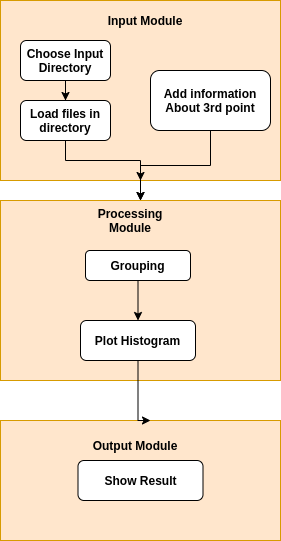 Input Module
Choose Input
Directory
Load files in
directory
Add information
About 3rd point
Processing
Module
Grouping
Plot Histogram
Output Module
Show Result